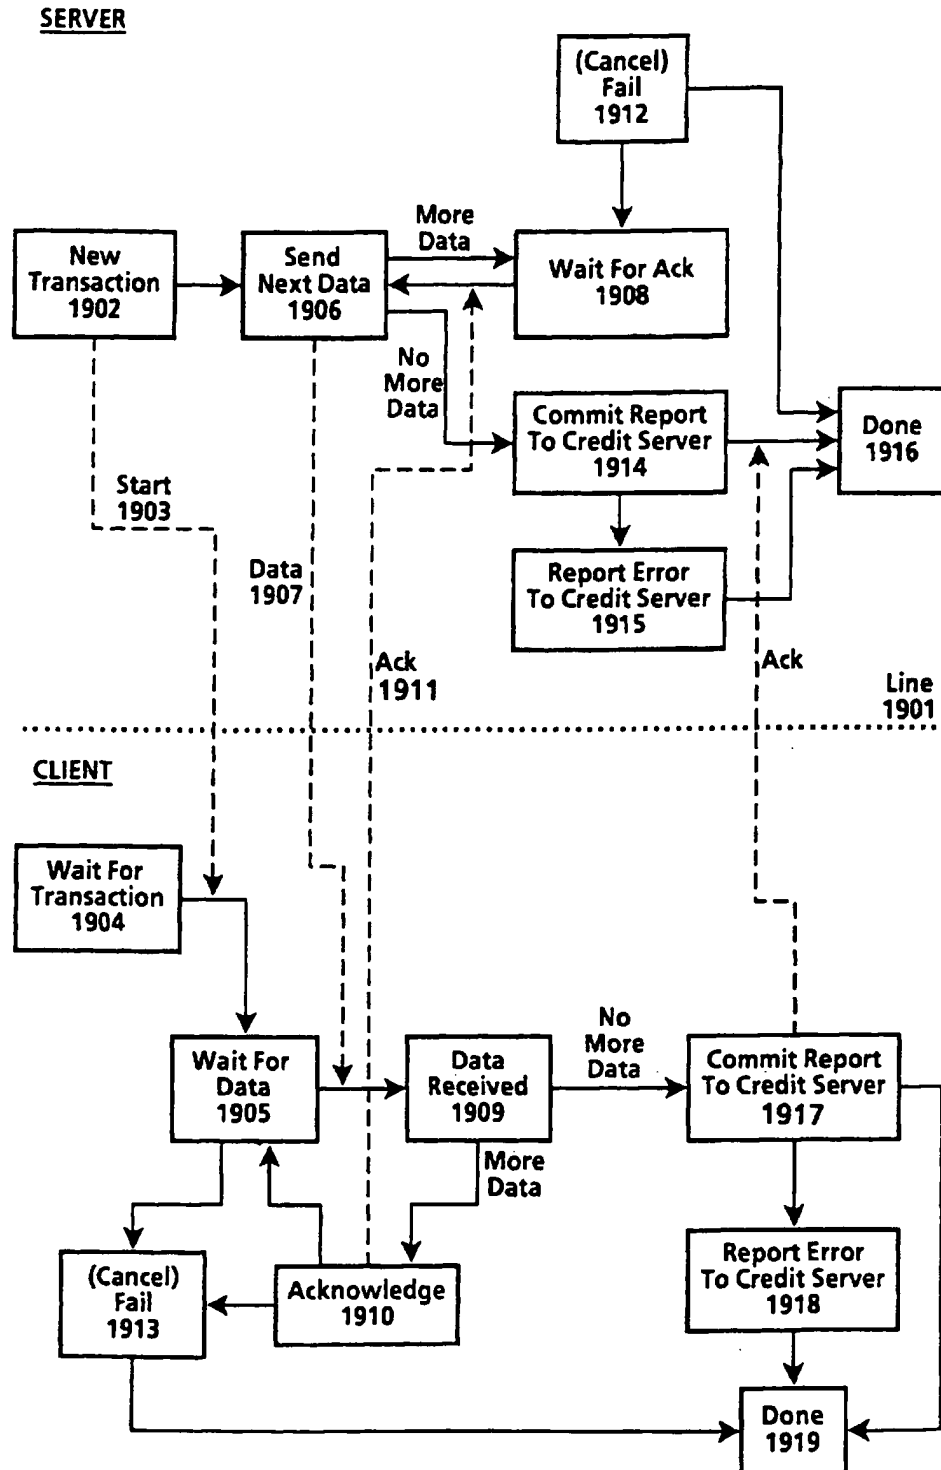 SERVER
(Cancel)
Fail
1912
New
Transaction
1902
Send
Next Data
1906
More
Data
Wait For Ack
1908
No
More
Data
Commit Report
To Credit Server
1914
Done
1916
Start
1903
Data
1907
Report Error
To Credit Server
1915
Ack
1911
Ack
Line
1901
CLIENT
Wait For
Transaction
1904
Wait For
Data
1905
Data
Received
1909
No
More
Data
Commit Report
To Credit Server
1917
More
Data
(Cancel)
Fail
1913
Acknowledge
1910
Report Error
To Credit Server
1918
Done
1919